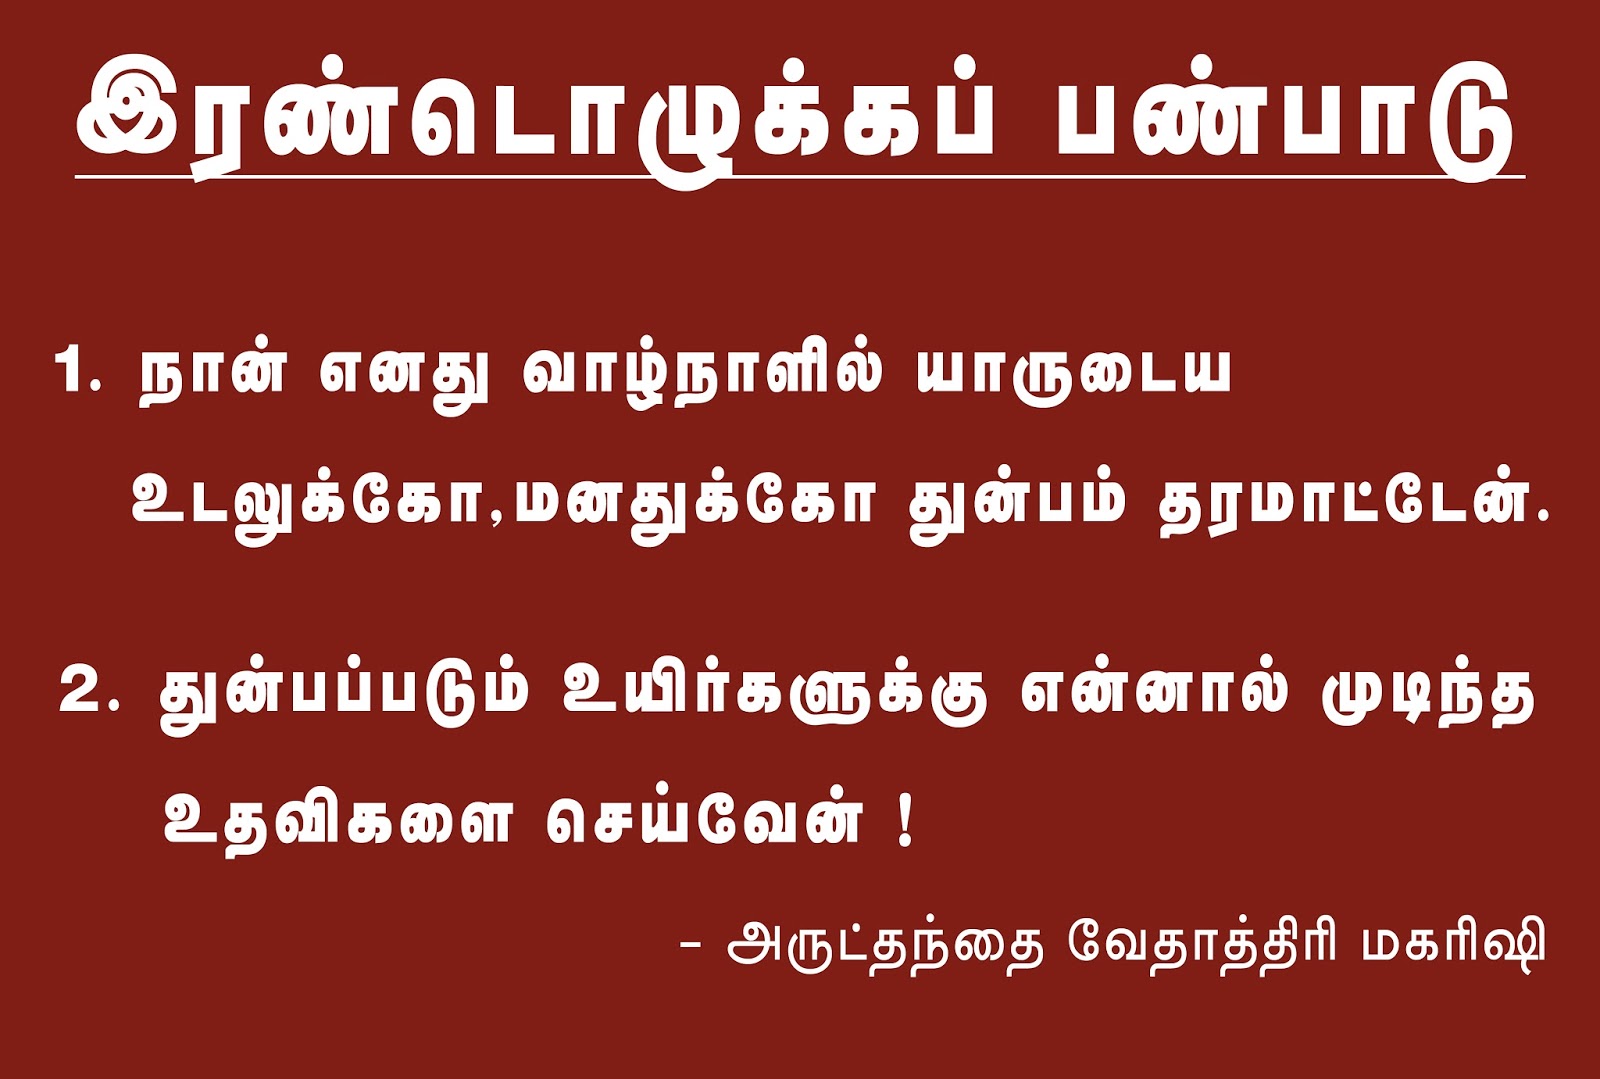 இரண்டொழுக்கப் பண்பாடு
1. நான் எனது வாழ்நாளில் யாருடைய
உடலுக்கோ,மனதுக்கோ துன்பம் தரமாட்டேன்.
2. துன்பப்படும் உயிர்களுக்கு என்னால் முடிந்த
உதவிகளை செய்வேன் !
- அருட்தந்தை வேதாத்திரி மகரிஷி